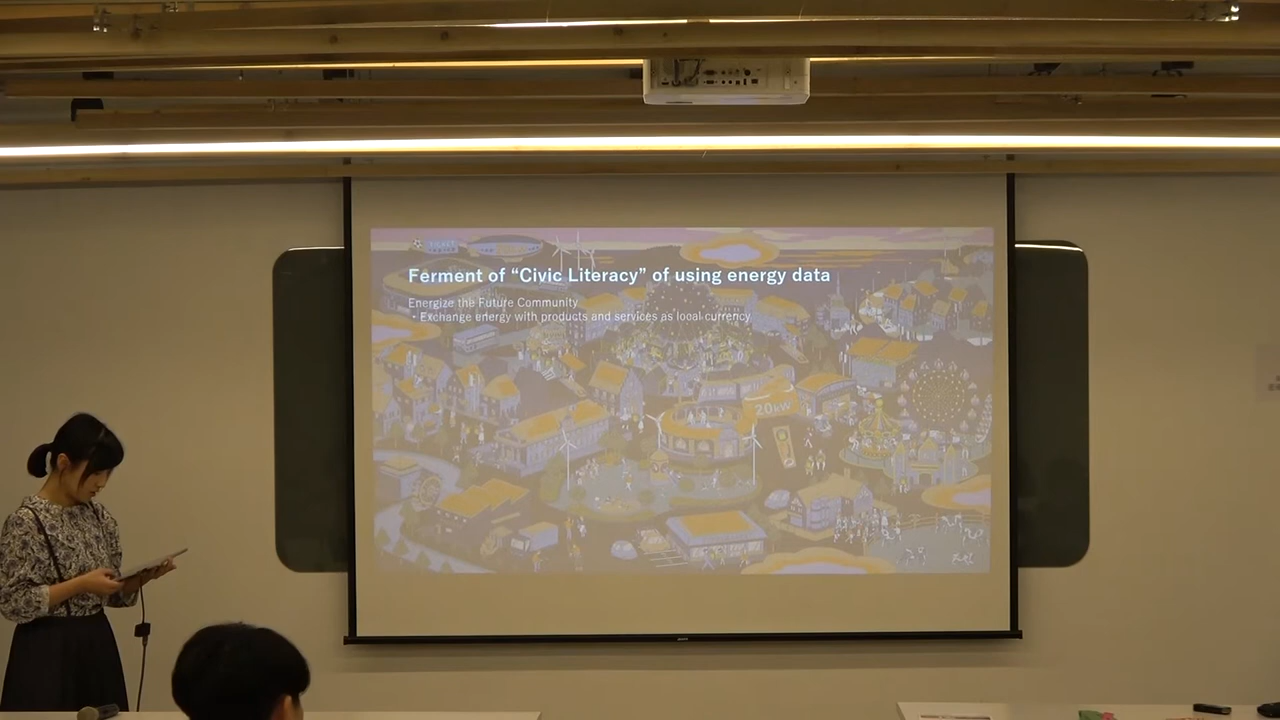 Ferment of “Civic Literacy” of using energy data
Energize the Future Community
・Exchange energy with products and services as local currency
20kW